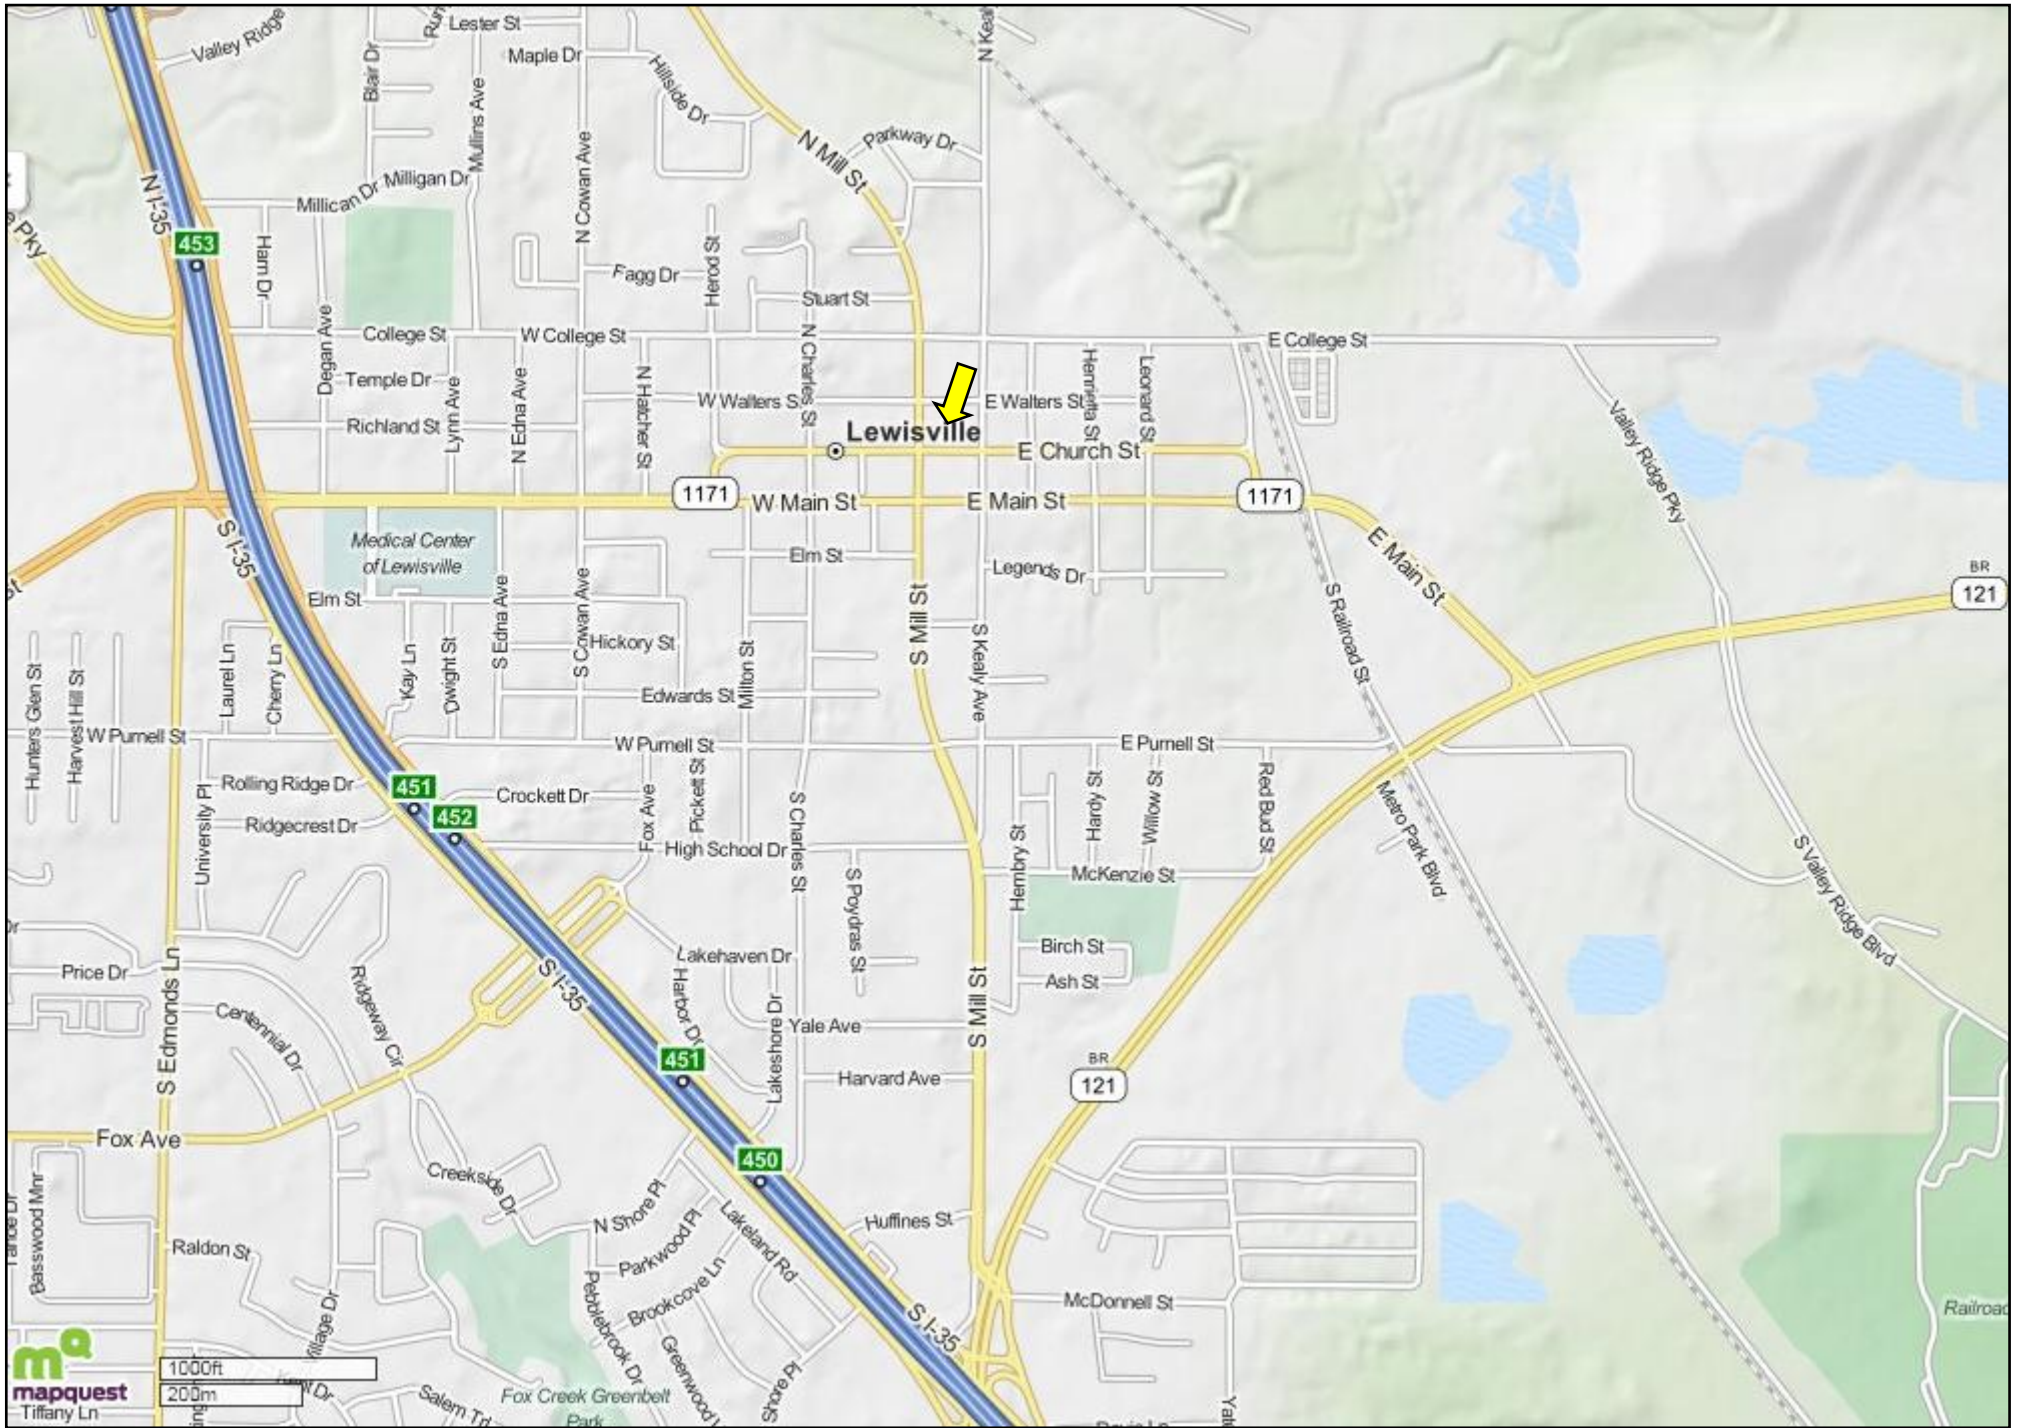 Lester St
Run
N Keal
Valley Ridge
Blair Dr
Maple Dr
Hillside Dr
Mullins Ave
N Cowan Ave
N Mill St
Parkway Dr
Milligan Dr
Millican Dr
N I-35
e Pky
453
Ham Dr
Fagg Dr
Herod St
Stuart St
Degan Ave
College St
W College St
N Charles St
E College St
Temple Dr
Lynn Ave
N Edna Ave
N Hatcher St
W Walters S
E Walters St
Henrietta St
Leonard St
Richland St
Lewisville
E Church St
Valley Ridge Pky
1171
W Main St
E Main St
1171
S I-35
Medical Center
of Lewisville
Elm St
Legends Dr
E Main St
BR
121
St
Elm St
S Edna Ave
S Cowan Ave
Hickory St
S Mill St
S Railroad St
Hunters Glen St
Harvest Hill St
Laurel Ln
Cherry Ln
Kay Ln
Dwight St
Milton St
S Kealy Ave
Edwards St
W Purnell St
W Purnell St
E Purnell St
Rolling Ridge Dr
451
452
Crockett Dr
Fox Ave
Pickett St
Hardy St
Willow St
Red Bud St
Metro Park Blvd
University Pl
Ridgecrest Dr
High School Dr
S Charles St
S Poydras St
Hembry St
McKenzie St
S Valley Ridge Blvd
Dr
Price Dr
S Edmonds Ln
Ridgeway Cir
S I-35
Lakehaven Dr
Harbor Dr
Birch St
Ash St
Centennial Dr
Lakeshore Dr
Yale Ave
S Mill St
451
Harvard Ave
BR
121
Fox Ave
Basswood Mnr
Creekside Dr
450
N Shore Pl
Parkwood Pl
Lakeland Rd
Huffines St
Raldon St
Pebblebrook Dr
Brookcove Ln
McDonnell St
Railroad
Village Dr
S I-35
Greenwood
Shore Pl
1000ft
200m
mapquest
Tiffany Ln
Salem Tr
Fox Creek Greenbelt
Park